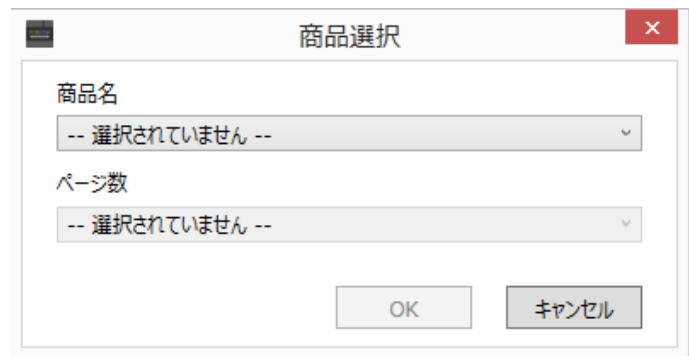 商品選択
商品名
-- 選択されていません --
ページ数
-- 選択されていません --
OK
キャンセル